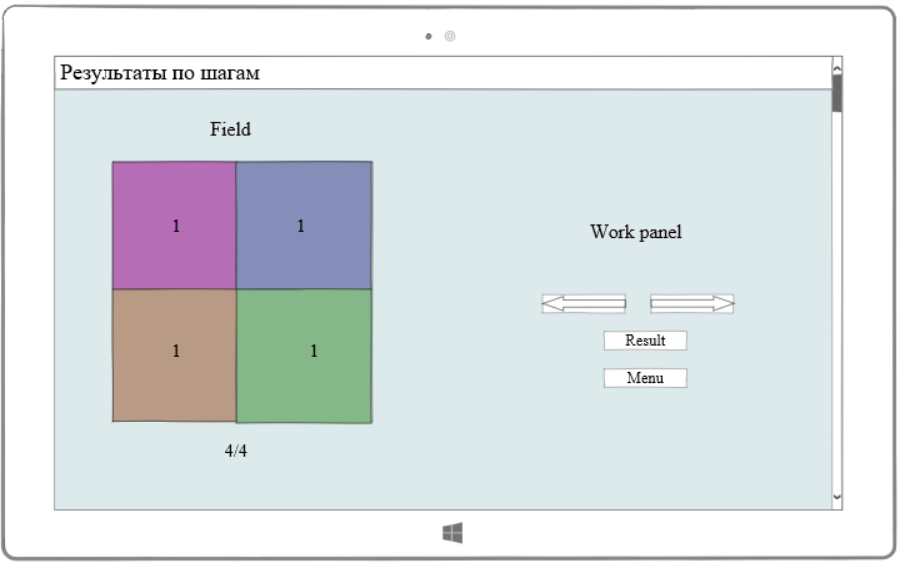 Результаты по шагам
Field
1
1
1
1
4/4
Work panel
Result
Menu